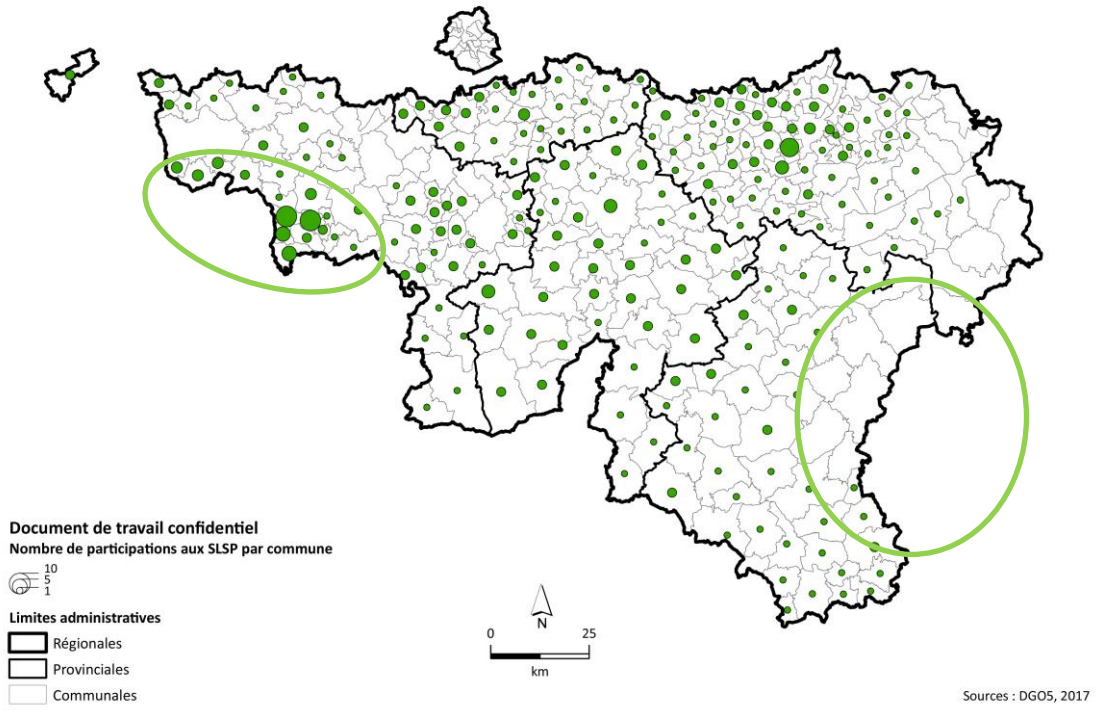 Document de travail confidentiel
Nombre de participations aux SLSP par commune
10
5
1
Limites administratives
Régionales
Provinciales
Communales
N
0 25
km
Sources : DGO5, 2017